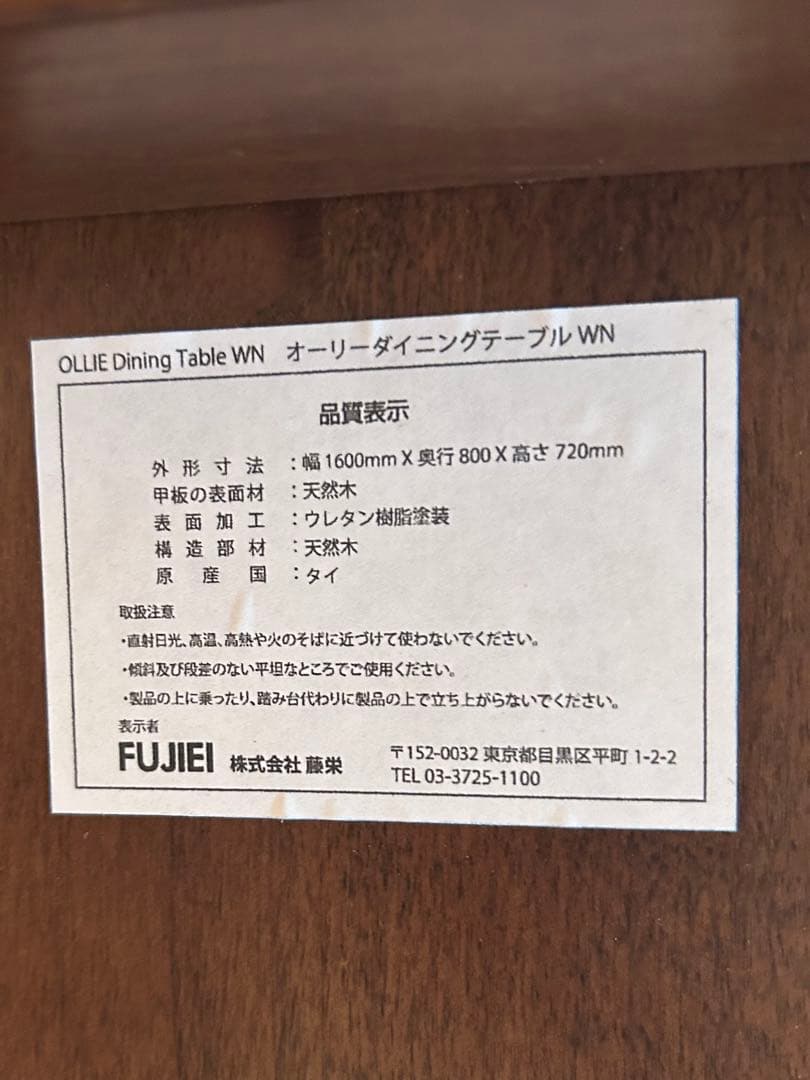 OLLIE Dining Table WN オーリーダイニングテーブル WN
品質表示
外形寸法 ：幅 1600mm X 奥行 800 X 高さ 720mm
甲板の表面材 ：天然木
表面加工 ：ウレタン樹脂塗装
構造部材 ：天然木
原産国 ：タイ
取扱注意
・直射日光、高温、高熱や火のそばに近づけて使わないでください。
・傾斜及び段差のない平坦なところでご使用ください。
・製品の上に乗ったり、踏み台代わりに製品の上で立ち上がらないでください。
表示者
FUJIEI 株式会社 藤栄 〒152-0032 東京都目黒区平町 1-2-2
TEL 03-3725-1100